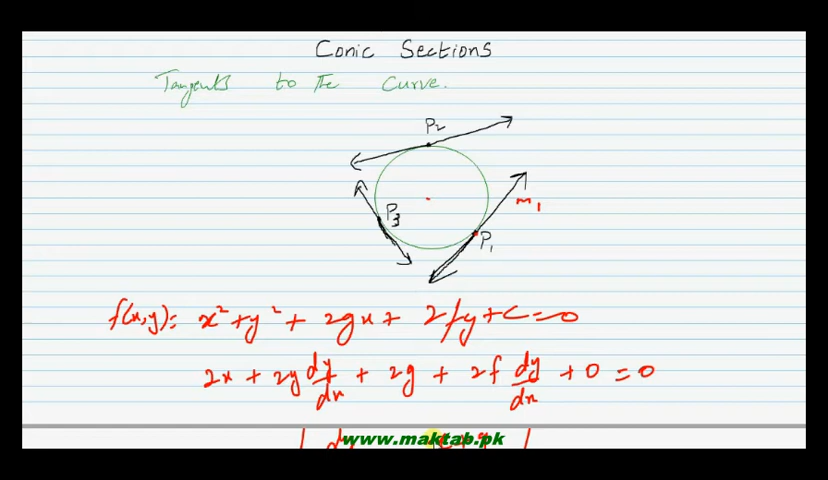 Conic Sections
Tangents to the Curve.
P2
m1
P3
P1
f(x,y): x² + y² + 2gx + 2fy + c = 0
2x + 2y dy/dx + 2g + 2f dy/dx + 0 = 0
www.maktab.pk